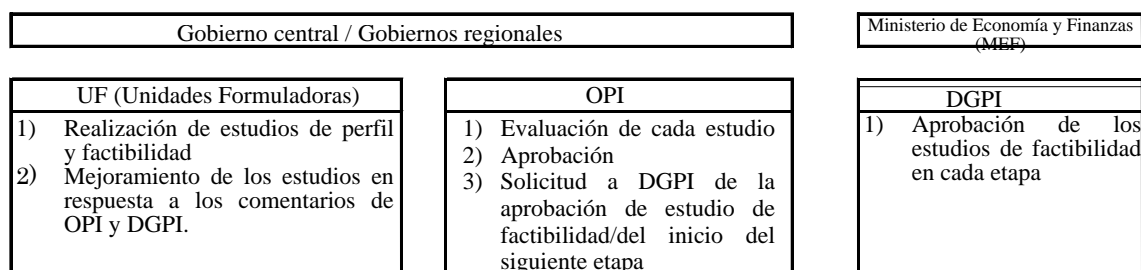 Gobierno central / Gobiernos regionales
Ministerio de Economía y Finanzas
(MEF)
UF (Unidades Formuladoras)
1) Realización de estudios de perfil
y factibilidad
2) Mejoramiento de los estudios en
respuesta a los comentarios de
OPI y DGPI.
OPI
1) Evaluación de cada estudio
2) Aprobación
3) Solicitud a DGPI de la
aprobación de estudio de
factibilidad/del inicio del
siguiente etapa
DGPI
1) Aprobación de los
estudios de factibilidad
en cada etapa